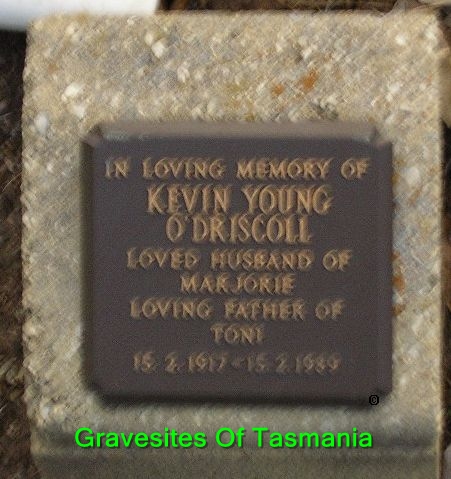 IN LOVING MEMORY OF
KEVIN YOUNG
O'DRISCOLL
LOVED HUSBAND OF
MARJORIE
LOVING FATHER OF
TONI
15. 2. 1917 - 15. 2. 1989
©
Gravesites Of Tasmania